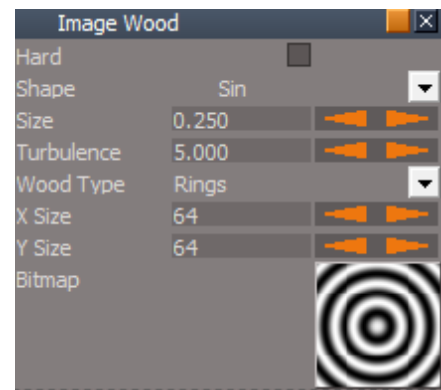 Image Wood
Hard
Shape Sin
Size 0.250
Turbulence 5.000
Wood Type Rings
X Size 64
Y Size 64
Bitmap